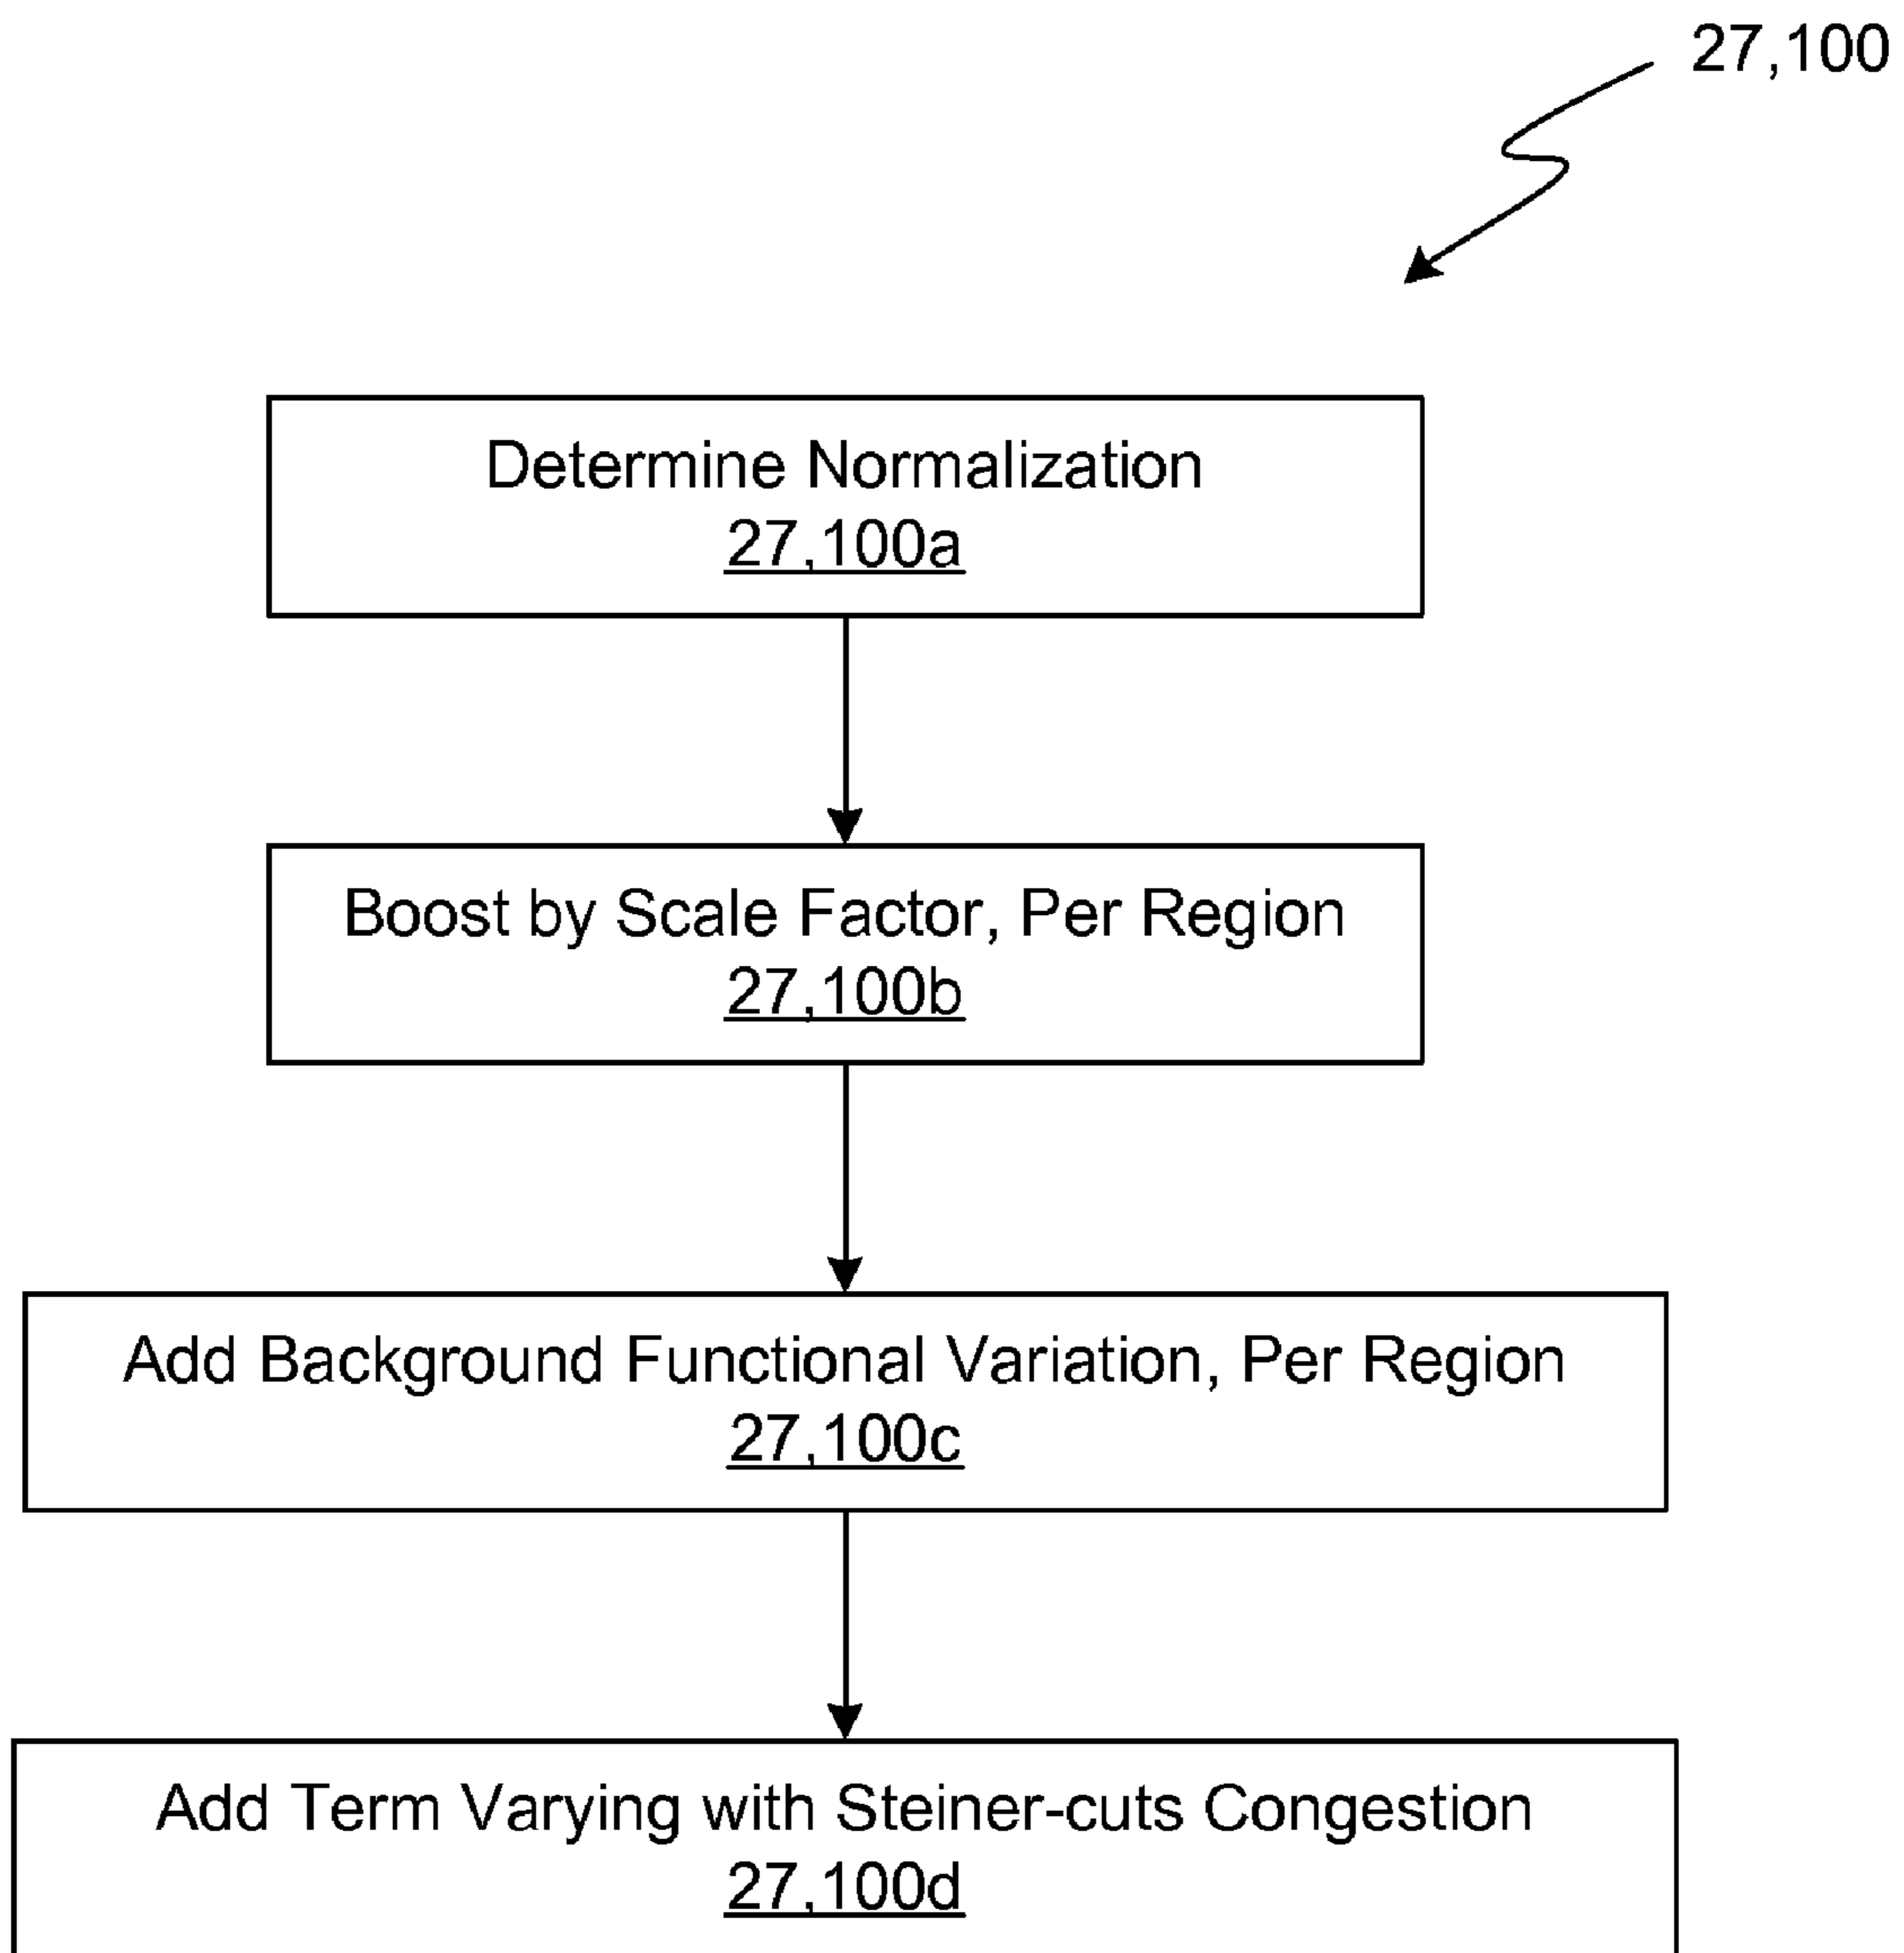 27,100
Determine Normalization
27,100a
Boost by Scale Factor, Per Region
27,100b
Add Background Functional Variation, Per Region
27,100c
Add Term Varying with Steiner-cuts Congestion
27,100d